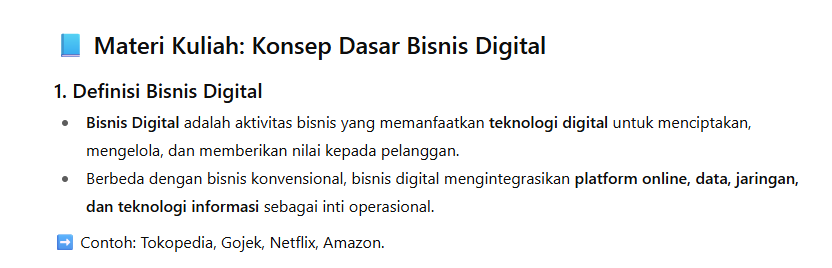 📘 Materi Kuliah: Konsep Dasar Bisnis Digital
1. Definisi Bisnis Digital
• Bisnis Digital adalah aktivitas bisnis yang memanfaatkan teknologi digital untuk menciptakan,
mengelola, dan memberikan nilai kepada pelanggan.
• Berbeda dengan bisnis konvensional, bisnis digital mengintegrasikan platform online, data, jaringan,
dan teknologi informasi sebagai inti operasional.
➡️ Contoh: Tokopedia, Gojek, Netflix, Amazon.